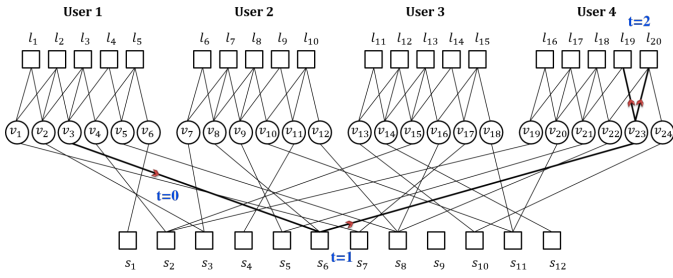 User 1 User 2 User 3 User 4
t=2
l₁ l₂ l₃ l₄ l₅ l₆ l₇ l₈ l₉ l₁₀ l₁₁ l₁₂ l₁₃ l₁₄ l₁₅ l₁₆ l₁₇ l₁₈ l₁₉ l₂₀
v₁ v₂ v₃ v₄ v₅ v₆ v₇ v₈ v₉ v₁₀ v₁₁ v₁₂ v₁₃ v₁₄ v₁₅ v₁₆ v₁₇ v₁₈ v₁₉ v₂₀ v₂₁ v₂₂ v₂₃ v₂₄
t=0
t=1
s₁ s₂ s₃ s₄ s₅ s₆ s₇ s₈ s₉ s₁₀ s₁₁ s₁₂